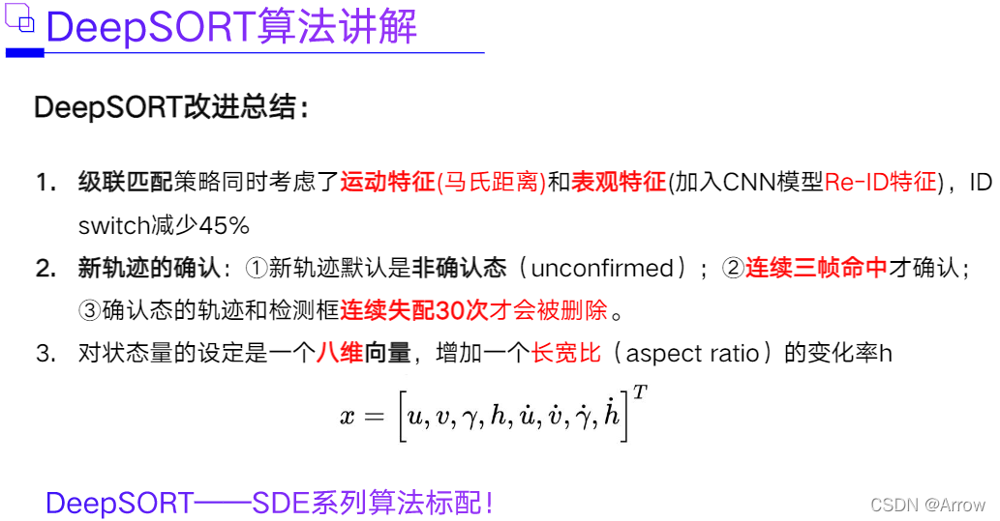 DeepSORT算法讲解
DeepSORT改进总结：
1. 级联匹配策略同时考虑了运动特征(马氏距离)和表观特征(加入CNN模型Re-ID特征)，ID
switch减少45%
2. 新轨迹的确认：①新轨迹默认是非确认态（unconfirmed）；②连续三帧命中才确认；
③确认态的轨迹和检测框连续失配30次才会被删除。
3. 对状态量的设定是一个八维向量，增加一个长宽比（aspect ratio）的变化率h
x = [u, v, γ, h, u̇, v̇, γ̇, ḣ]^T
DeepSORT——SDE系列算法标配！
CSDN @Arrow